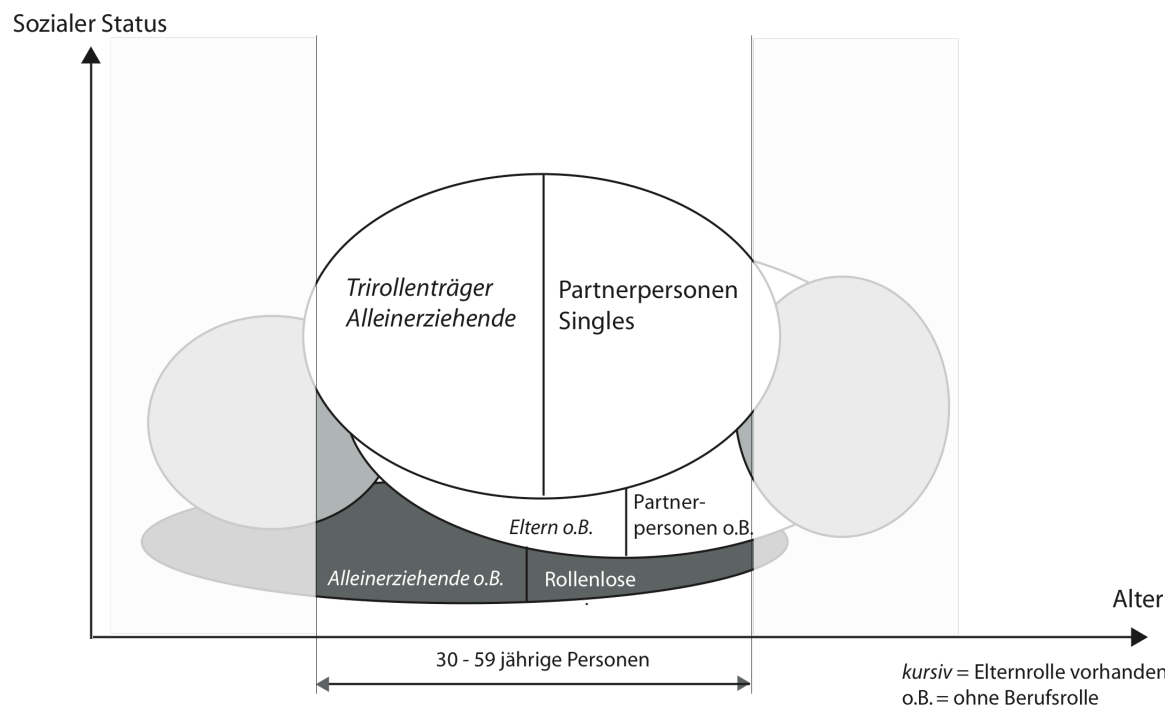 Sozialer Status
Trirollenträger
Alleinerziehende
Partnerpersonen
Singles
Eltern o.B.
Partner-
personen o.B.
Alleinerziehende o.B.
Rollenlose
Alter
30 - 59 jährige Personen
kursiv = Elternrolle vorhanden
o.B. = ohne Berufsrolle